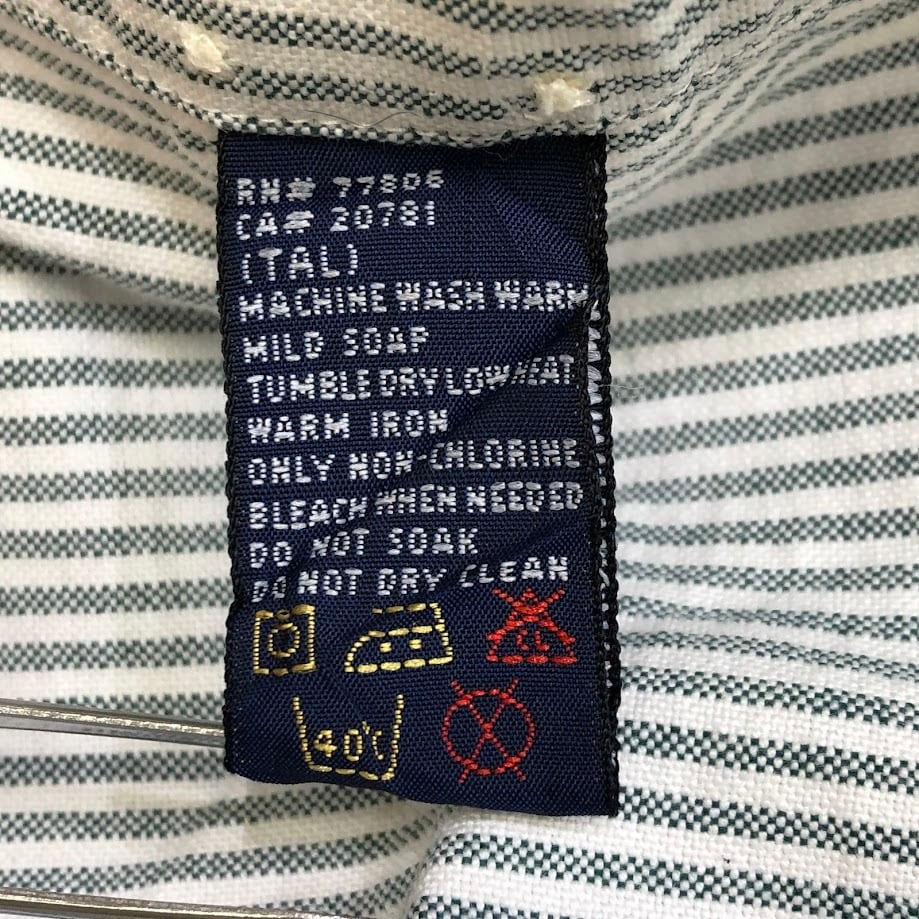 RN# 77806
CA# 20781
(TAL)
MACHINE WASH WARM
MILD SOAP
TUMBLE DRY LOW HEAT
WARM IRON
ONLY NON-CHLORINE
BLEACH WHEN NEEDED
DO NOT SOAK
DO NOT DRY CLEAN
CL
40°C